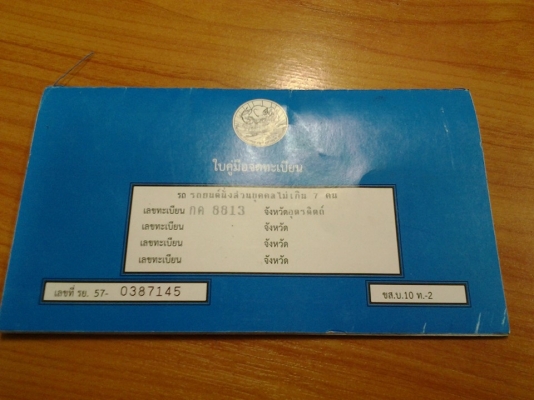 ใบคู่มือจดทะเบียน
รถ รถยนต์นั่งส่วนบุคคลไม่เกิน 7 คน
เลขทะเบียน กค 8813 จังหวัด อุตรดิตถ์
เลขทะเบียน จังหวัด
เลขทะเบียน จังหวัด
เลขทะเบียน จังหวัด
เลขที่ รย. 57- 0387145
ขส.บ.10 ท.-2